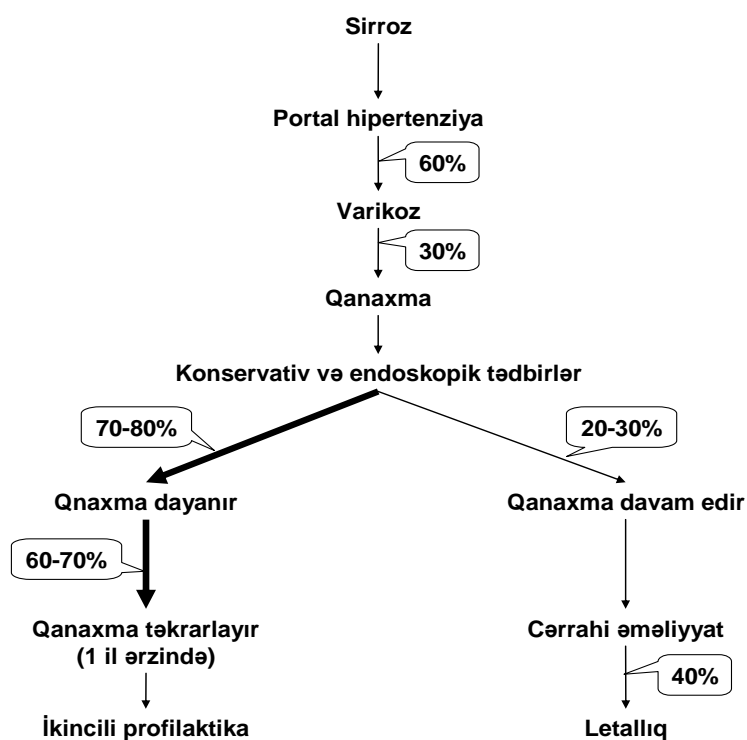 Sirroz
Portal hipertenziya
60%
Varikoz
30%
Qanaxma
Konservativ və endoskopik tədbirlər
70-80%
20-30%
Qnaxma dayanır
Qanaxma davam edir
60-70%
Qanaxma təkrarlayır
(1 il ərzində)
Cərrahi əməliyyat
40%
İkincili profilaktika
Letallıq